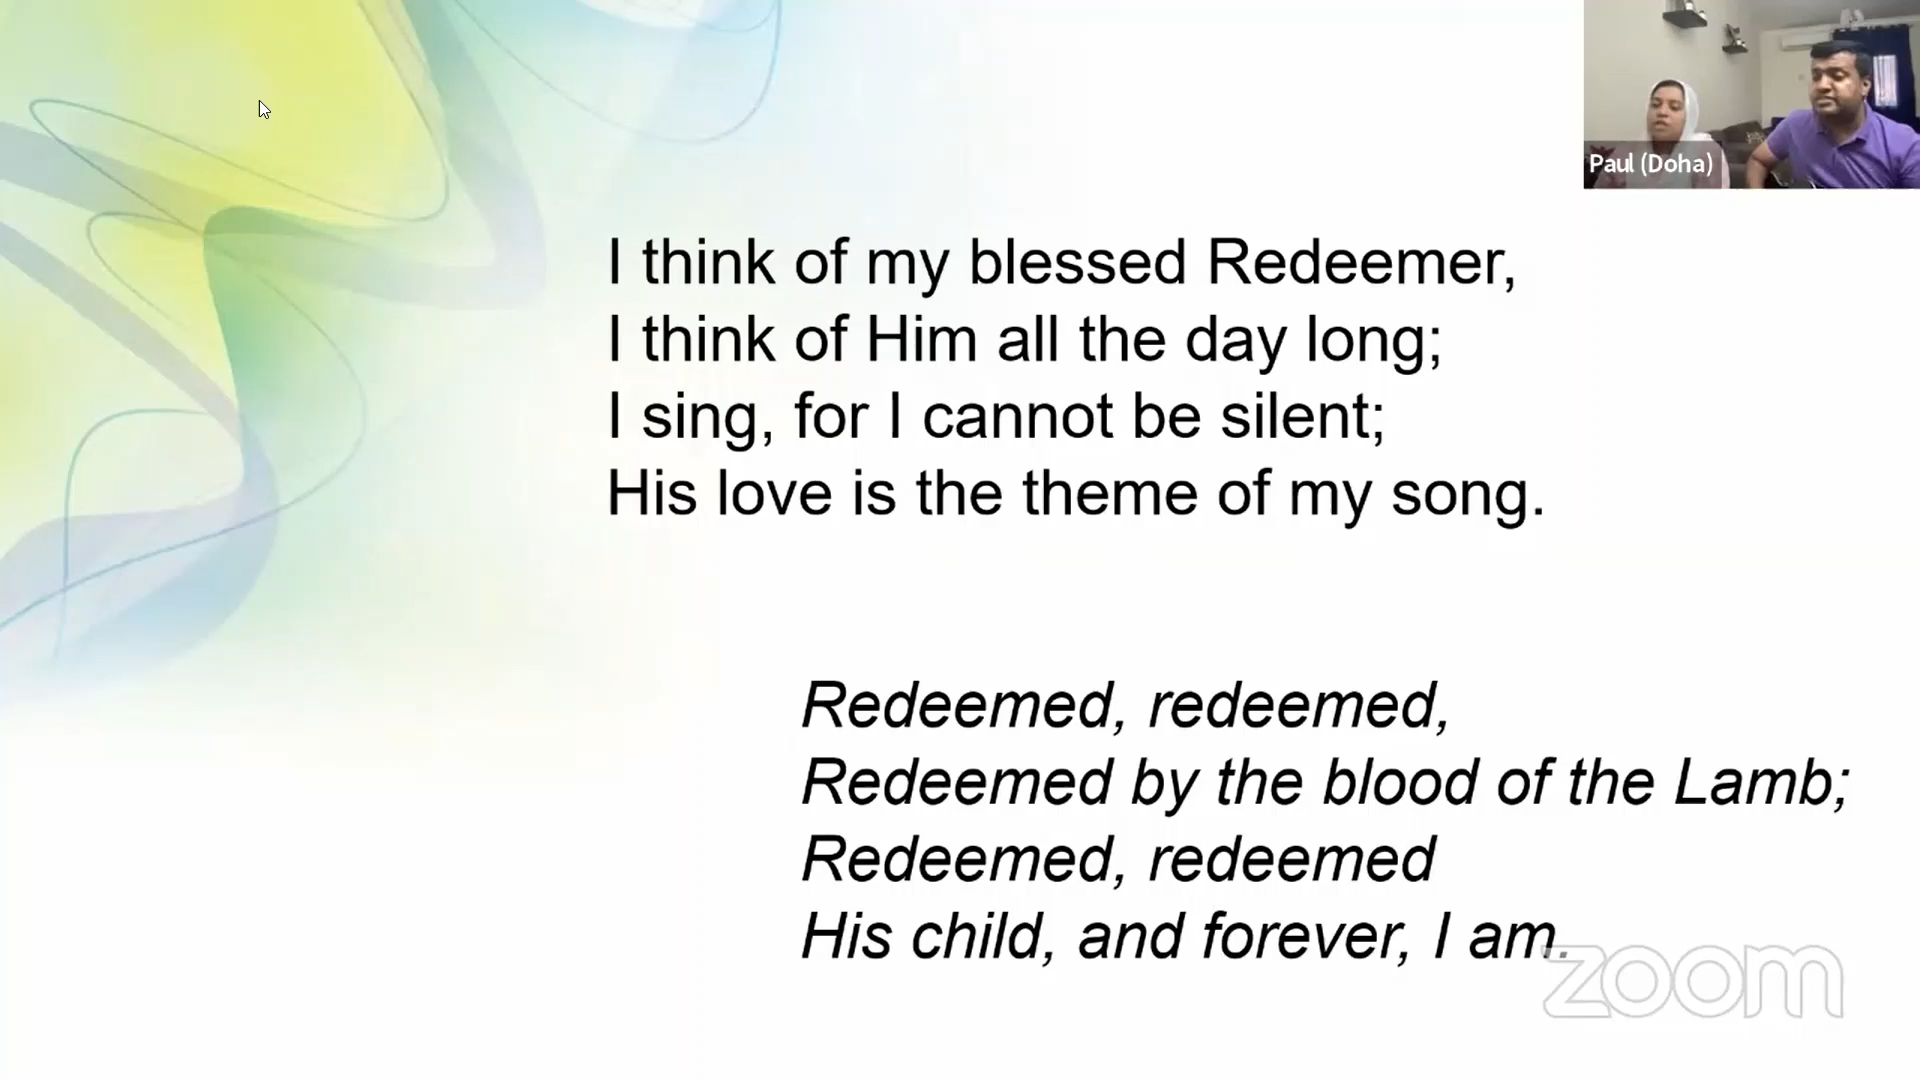 Paul (Doha)
I think of my blessed Redeemer,
I think of Him all the day long;
I sing, for I cannot be silent;
His love is the theme of my song.
Redeemed, redeemed,
Redeemed by the blood of the Lamb;
Redeemed, redeemed
His child, and forever, I am.
zoom